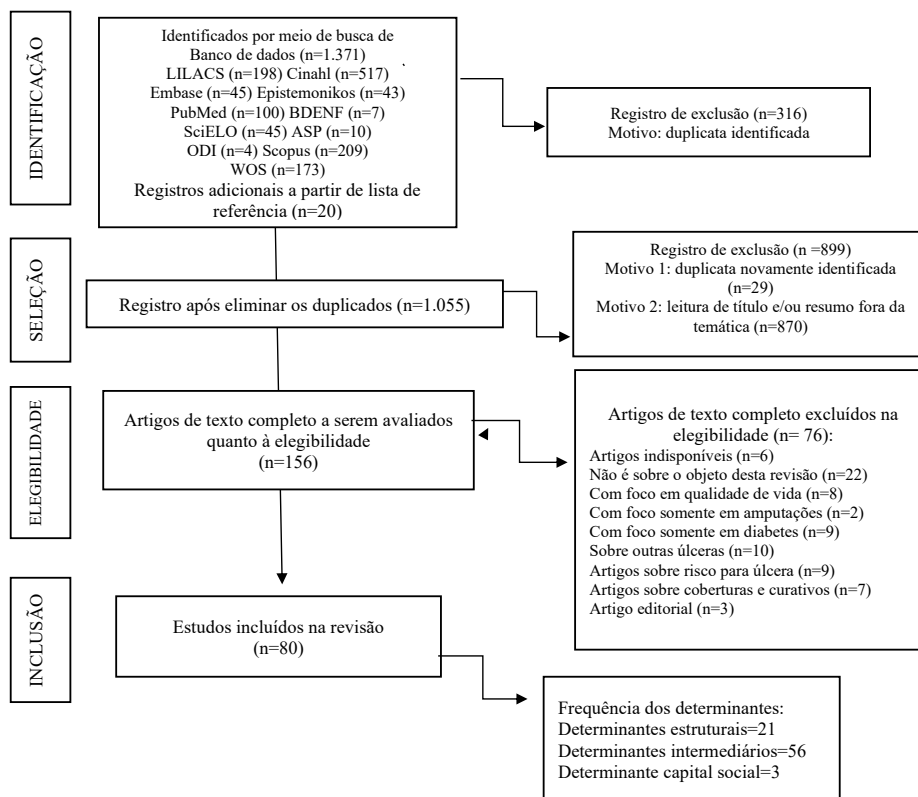 IDENTIFICAÇÃO
Identificados por meio de busca de
Banco de dados (n=1.371)
LILACS (n=198) Cinahl (n=517)
Embase (n=45) Epistemonikos (n=43)
PubMed (n=100) BDENF (n=7)
SciELO (n=45) ASP (n=10)
ODI (n=4) Scopus (n=209)
WOS (n=173)
Registros adicionais a partir de lista de
referência (n=20)
Registro de exclusão (n=316)
Motivo: duplicata identificada
SELEÇÃO
Registro após eliminar os duplicados (n=1.055)
Registro de exclusão (n =899)
Motivo 1: duplicata novamente identificada
(n=29)
Motivo 2: leitura de título e/ou resumo fora da
temática (n=870)
ELEGIBILIDADE
Artigos de texto completo a serem avaliados
quanto à elegibilidade
(n=156)
Artigos de texto completo excluídos na
elegibilidade (n= 76):
Artigos indisponíveis (n=6)
Não é sobre o objeto desta revisão (n=22)
Com foco em qualidade de vida (n=8)
Com foco somente em amputações (n=2)
Com foco somente em diabetes (n=9)
Sobre outras úlceras (n=10)
Artigos sobre risco para úlcera (n=9)
Artigos sobre coberturas e curativos (n=7)
Artigo editorial (n=3)
INCLUSÃO
Estudos incluídos na revisão
(n=80)
Frequência dos determinantes:
Determinantes estruturais=21
Determinantes intermediários=56
Determinante capital social=3